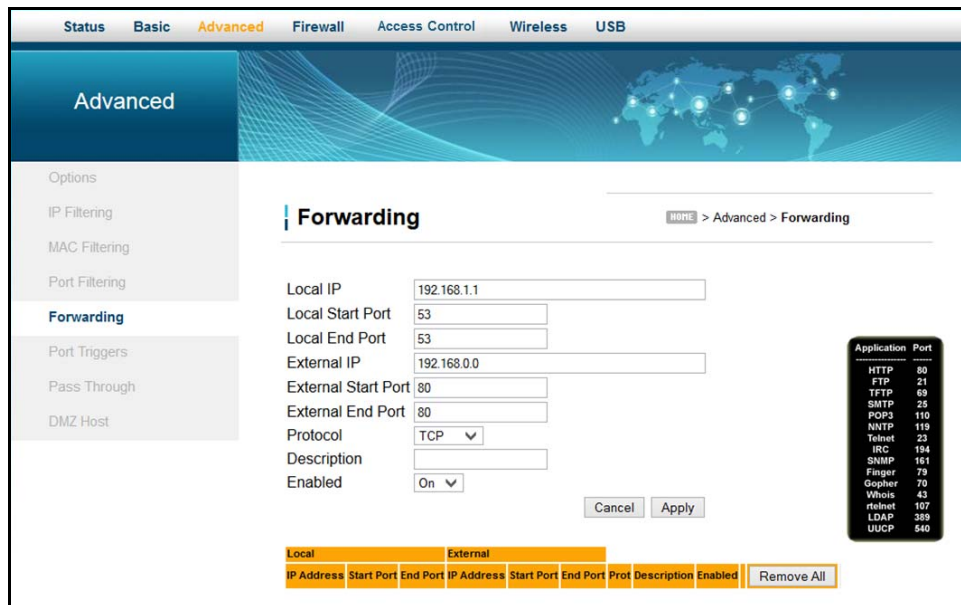 Status Basic Advanced Firewall Access Control Wireless USB
Advanced
Options
IP Filtering
MAC Filtering
Port Filtering
Forwarding
Port Triggers
Pass Through
DMZ Host
Forwarding
HOME > Advanced > Forwarding
Local IP 192.168.1.1
Local Start Port 53
Local End Port 53
External IP 192.168.0.0
External Start Port 80
External End Port 80
Protocol TCP
Description
Enabled On
Cancel Apply
Application Port
HTTP 80
FTP 21
TFTP 69
SMTP 25
POP3 110
NNTP 119
Telnet 23
IRC 194
SNMP 161
Finger 79
Gopher 70
Whois 43
rtelnet 107
LDAP 389
UUCP 540
Local External
IP Address Start Port End Port IP Address Start Port End Port Prot Description Enabled Remove All